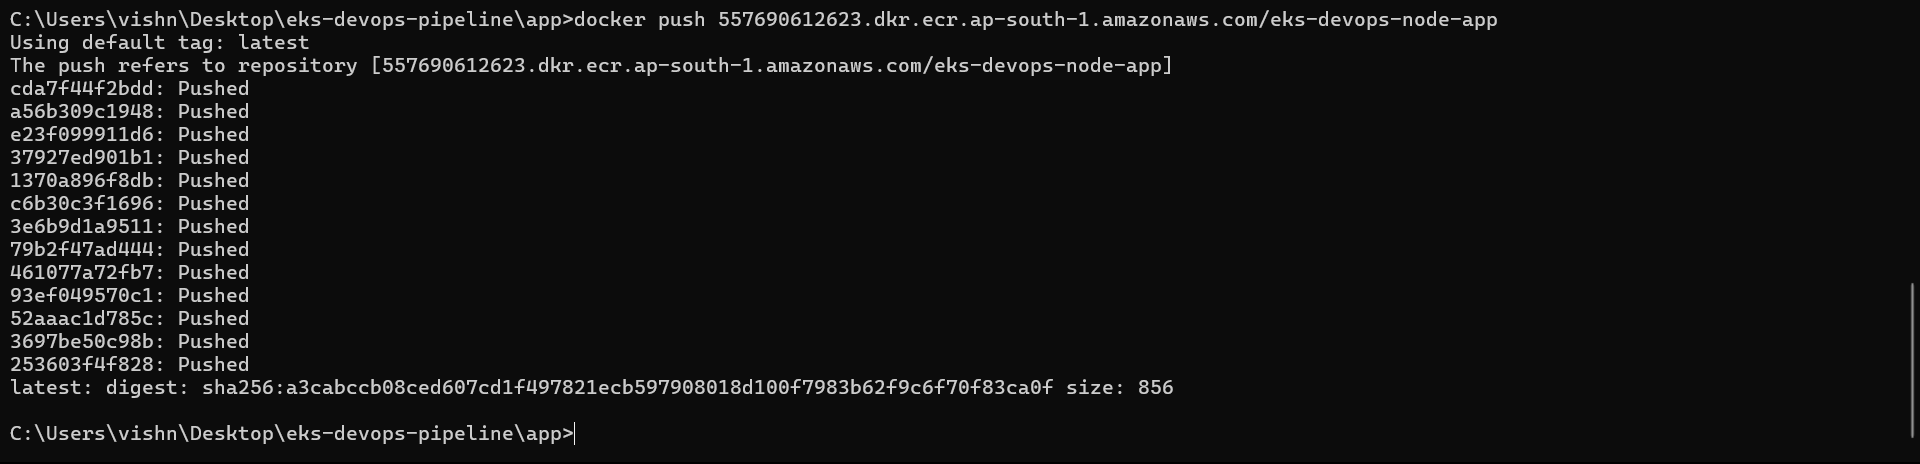 C:\Users\vishn\Desktop\eks-devops-pipeline\app>docker push 557690612623.dkr.ecr.ap-south-1.amazonaws.com/eks-devops-node-app
Using default tag: latest
The push refers to repository [557690612623.dkr.ecr.ap-south-1.amazonaws.com/eks-devops-node-app]
cda7f44f2bdd: Pushed
a56b309c1948: Pushed
e23f099911d6: Pushed
37927ed901b1: Pushed
1370a896f8db: Pushed
c6b30c3f1696: Pushed
3e6b9d1a9511: Pushed
79b2f47ad444: Pushed
461077a72fb7: Pushed
93ef049570c1: Pushed
52aaac1d785c: Pushed
3697be50c98b: Pushed
253603f4f828: Pushed
latest: digest: sha256:a3cabccb08ced607cd1f497821ecb597908018d100f7983b62f9c6f70f83ca0f size: 856
C:\Users\vishn\Desktop\eks-devops-pipeline\app>